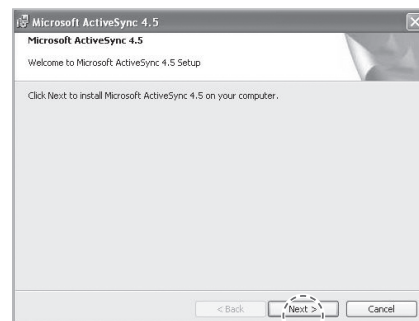 Microsoft ActiveSync 4.5
Microsoft ActiveSync 4.5
Welcome to Microsoft ActiveSync 4.5 Setup
Click Next to install Microsoft ActiveSync 4.5 on your computer.
< Back Next > Cancel